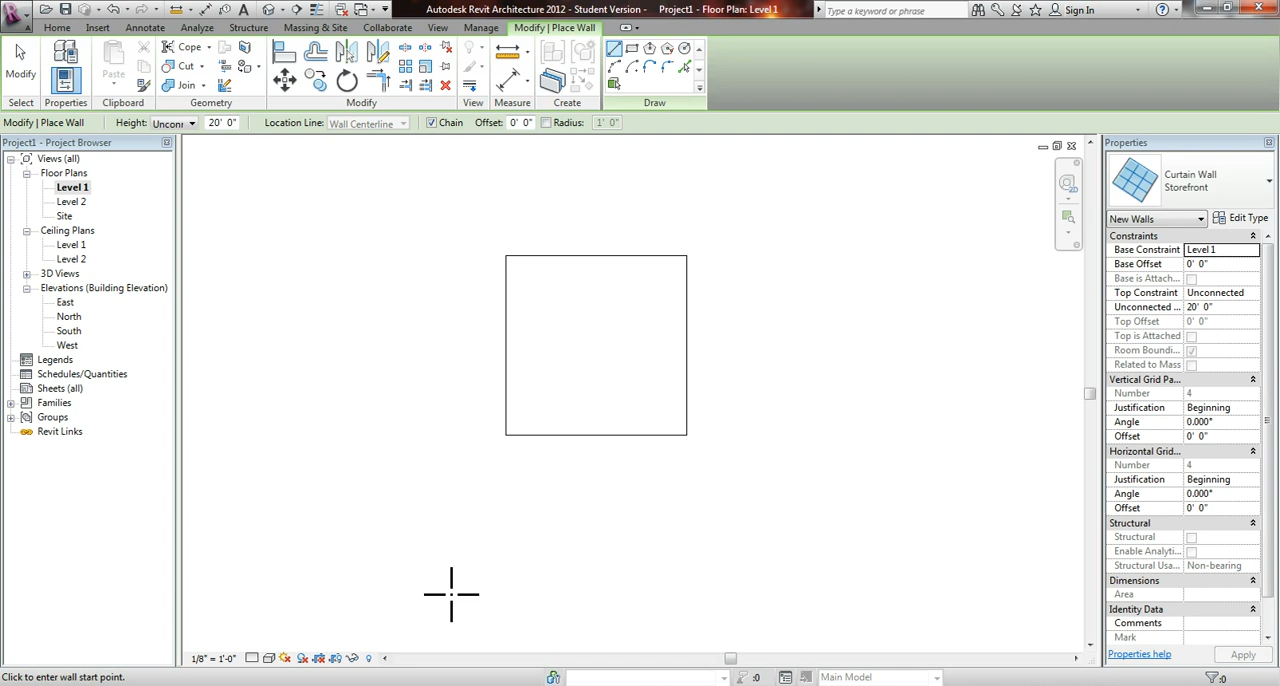 Autodesk Revit Architecture 2012 - Student Version - Project1 - Floor Plan: Level 1
Type a keyword or phrase
Sign In
Home Insert Annotate Analyze Structure Massing & Site Collaborate View Manage Modify | Place Wall
Modify
Paste
Cope
Cut
Join
Select Properties Clipboard Geometry Modify View Measure Create Draw
Modify | Place Wall Height: Unconr 20' 0" Location Line: Wall Centerline Chain Offset: 0' 0" Radius: 1' 0"
Project1 - Project Browser
Views (all)
Floor Plans
Level 1
Level 2
Site
Ceiling Plans
Level 1
Level 2
3D Views
Elevations (Building Elevation)
East
North
South
West
Legends
Schedules/Quantities
Sheets (all)
Families
Groups
Revit Links
2D
Properties
Curtain Wall
Storefront
New Walls Edit Type
Constraints
Base Constraint Level 1
Base Offset 0' 0"
Base is Attach...
Top Constraint Unconnected
Unconnected ... 20' 0"
Top Offset 0' 0"
Top is Attached
Room Boundi...
Related to Mass
Vertical Grid Pa...
Number 4
Justification Beginning
Angle 0.000°
Offset 0' 0"
Horizontal Grid...
Number 4
Justification Beginning
Angle 0.000°
Offset 0' 0"
Structural
Structural
Enable Analyti...
Structural Usa... Non-bearing
Dimensions
Area
Identity Data
Comments
Mark
Properties help Apply
1/8" = 1'-0"
Click to enter wall start point.
:0 Main Model :0